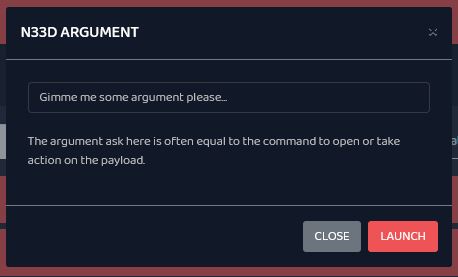 N33D ARGUMENT
Gimme me some argument please...
The argument ask here is often equal to the command to open or take
action on the payload.
CLOSE
LAUNCH